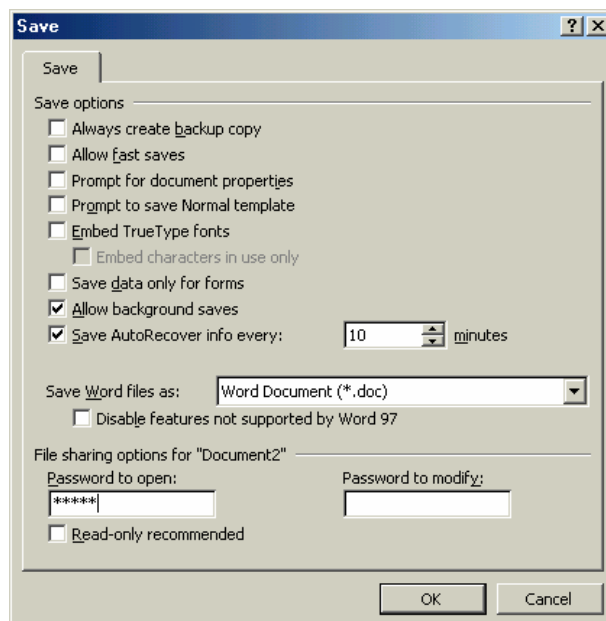 Save
Save
Save options
Always create backup copy
Allow fast saves
Prompt for document properties
Prompt to save Normal template
Embed TrueType fonts
Embed characters in use only
Save data only for forms
Allow background saves
Save AutoRecover info every: 10 minutes
Save Word files as: Word Document (*.doc)
Disable features not supported by Word 97
File sharing options for "Document2"
Password to open: Password to modify:
*****
Read-only recommended
OK Cancel